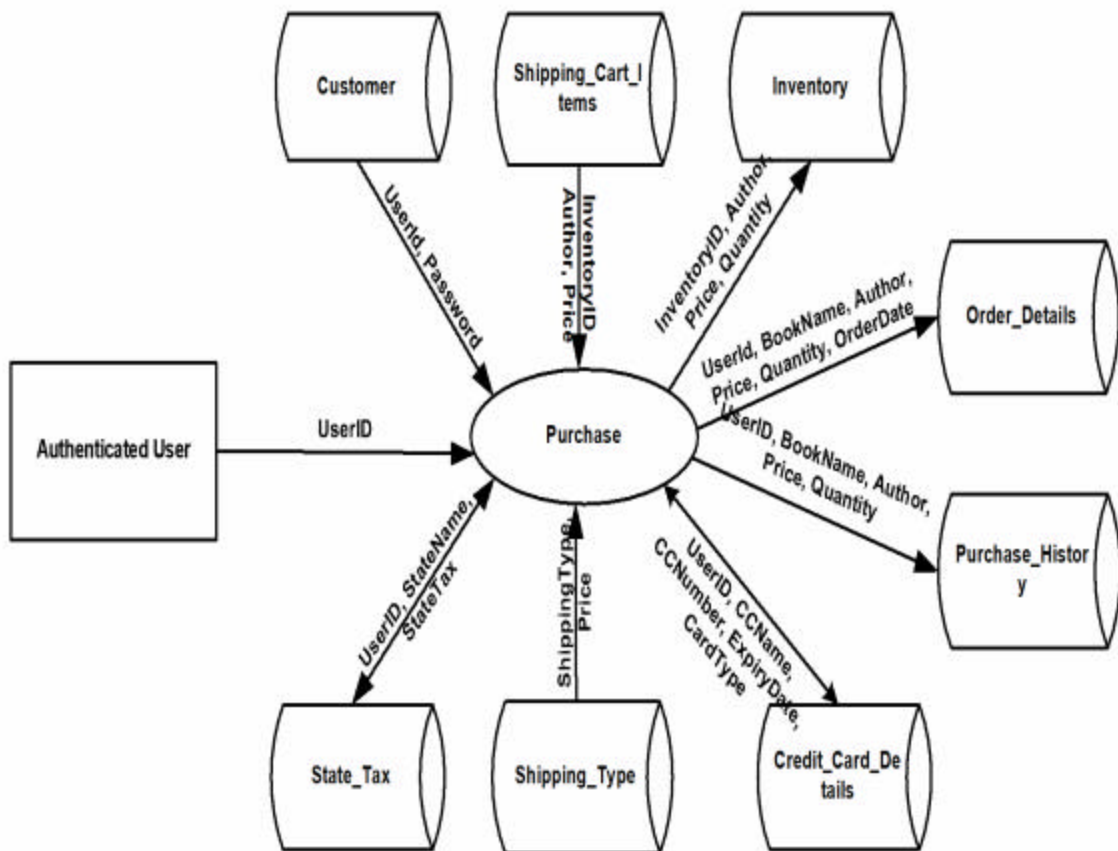 Customer
Shipping_Cart_I
tems
Inventory
UserId, Password
InventoryID
Author, Price
InventoryID, Author,
Price, Quantity
Order_Details
UserId, BookName, Author,
Price, Quantity, OrderDate
Authenticated User
UserID
Purchase
UserID, BookName, Author,
Price, Quantity
Purchase_Histor
y
UserID, StateName,
StateTax
ShippingType,
Price
UserID, CCName,
CCNumber, ExpiryDate,
CardType
State_Tax
Shipping_Type
Credit_Card_De
tails